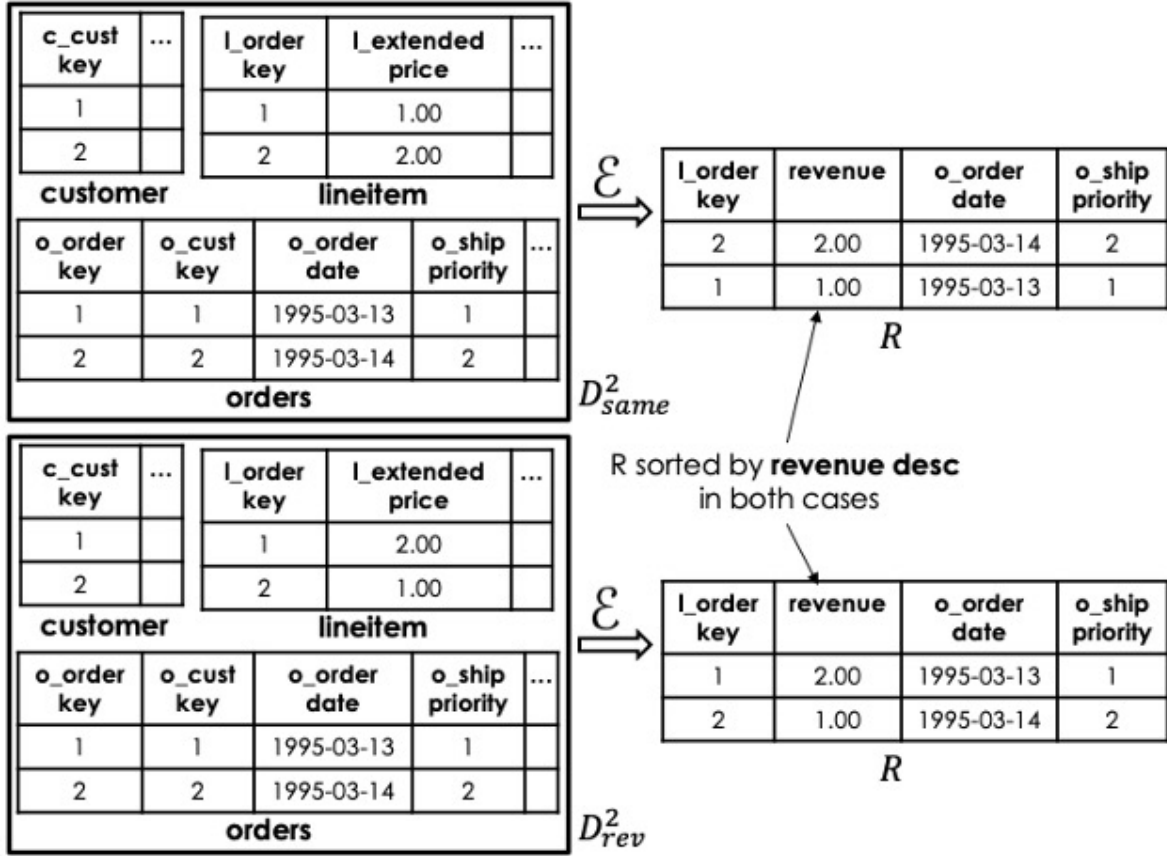 c_cust key ...
1
2
customer
l_order key l_extended price ...
1 1.00
2 2.00
lineitem
o_order key o_cust key o_order date o_ship priority ...
1 1 1995-03-13 1
2 2 1995-03-14 2
orders
D²same
ℰ
l_order key revenue o_order date o_ship priority
2 2.00 1995-03-14 2
1 1.00 1995-03-13 1
R
R sorted by revenue desc
in both cases
c_cust key ...
1
2
customer
l_order key l_extended price ...
1 2.00
2 1.00
lineitem
o_order key o_cust key o_order date o_ship priority ...
1 1 1995-03-13 1
2 2 1995-03-14 2
orders
D²rev
ℰ
l_order key revenue o_order date o_ship priority
1 2.00 1995-03-13 1
2 1.00 1995-03-14 2
R